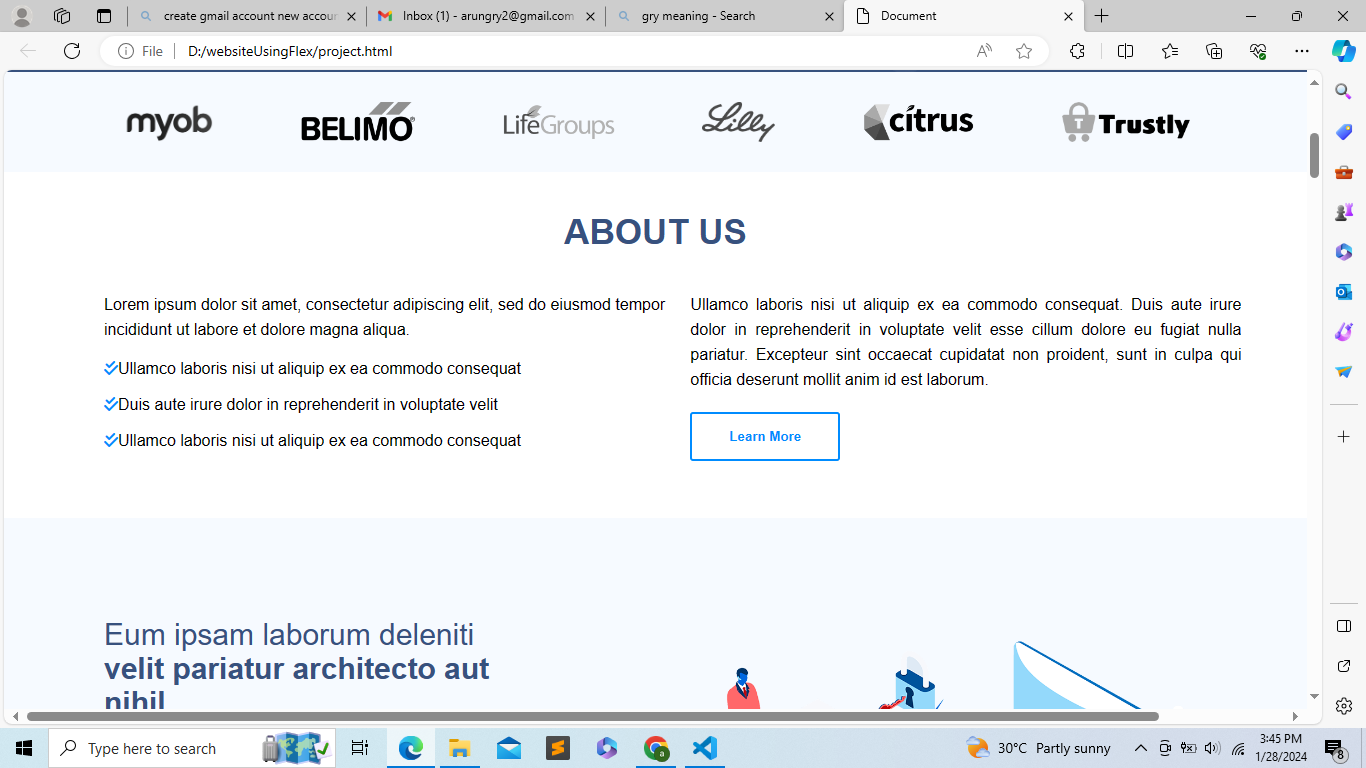 create gmail account new accoun
Inbox (1) - arungry2@gmail.com
gry meaning - Search
Document
File
D:/websiteUsingFlex/project.html
myob
BELIMO®
LifeGroups
Lilly
citrus
T
Trustly
ABOUT US
Lorem ipsum dolor sit amet, consectetur adipiscing elit, sed do eiusmod tempor
incididunt ut labore et dolore magna aliqua.
Ullamco laboris nisi ut aliquip ex ea commodo consequat
Duis aute irure dolor in reprehenderit in voluptate velit
Ullamco laboris nisi ut aliquip ex ea commodo consequat
Ullamco laboris nisi ut aliquip ex ea commodo consequat. Duis aute irure
dolor in reprehenderit in voluptate velit esse cillum dolore eu fugiat nulla
pariatur. Excepteur sint occaecat cupidatat non proident, sunt in culpa qui
officia deserunt mollit anim id est laborum.
Learn More
Eum ipsam laborum deleniti
velit pariatur architecto aut
nihil
Type here to search
a
30°C Partly sunny
3:45 PM
1/28/2024
8